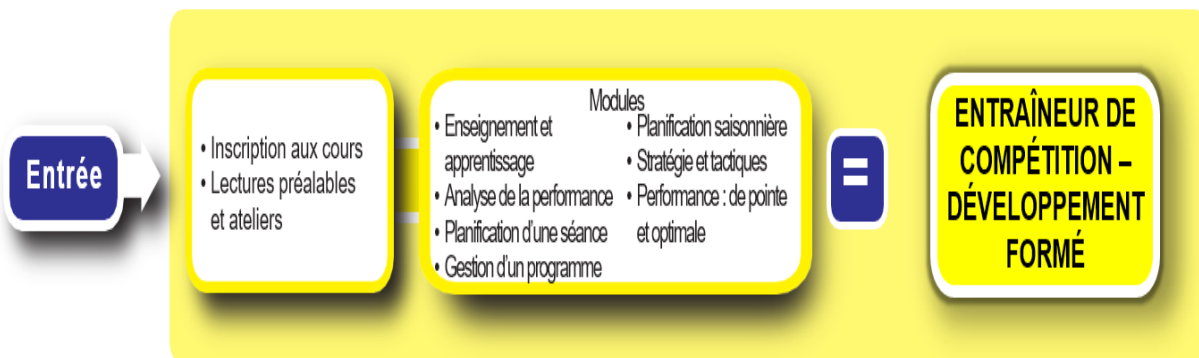 Entrée
• Inscription aux cours
• Lectures préalables
et ateliers
Modules
• Enseignement et
apprentissage
• Analyse de la performance
• Planification d'une séance
• Gestion d'un programme
• Planification saisonnière
• Stratégie et tactiques
• Performance : de pointe
et optimale
=
ENTRAÎNEUR DE
COMPÉTITION –
DÉVELOPPEMENT
FORMÉ